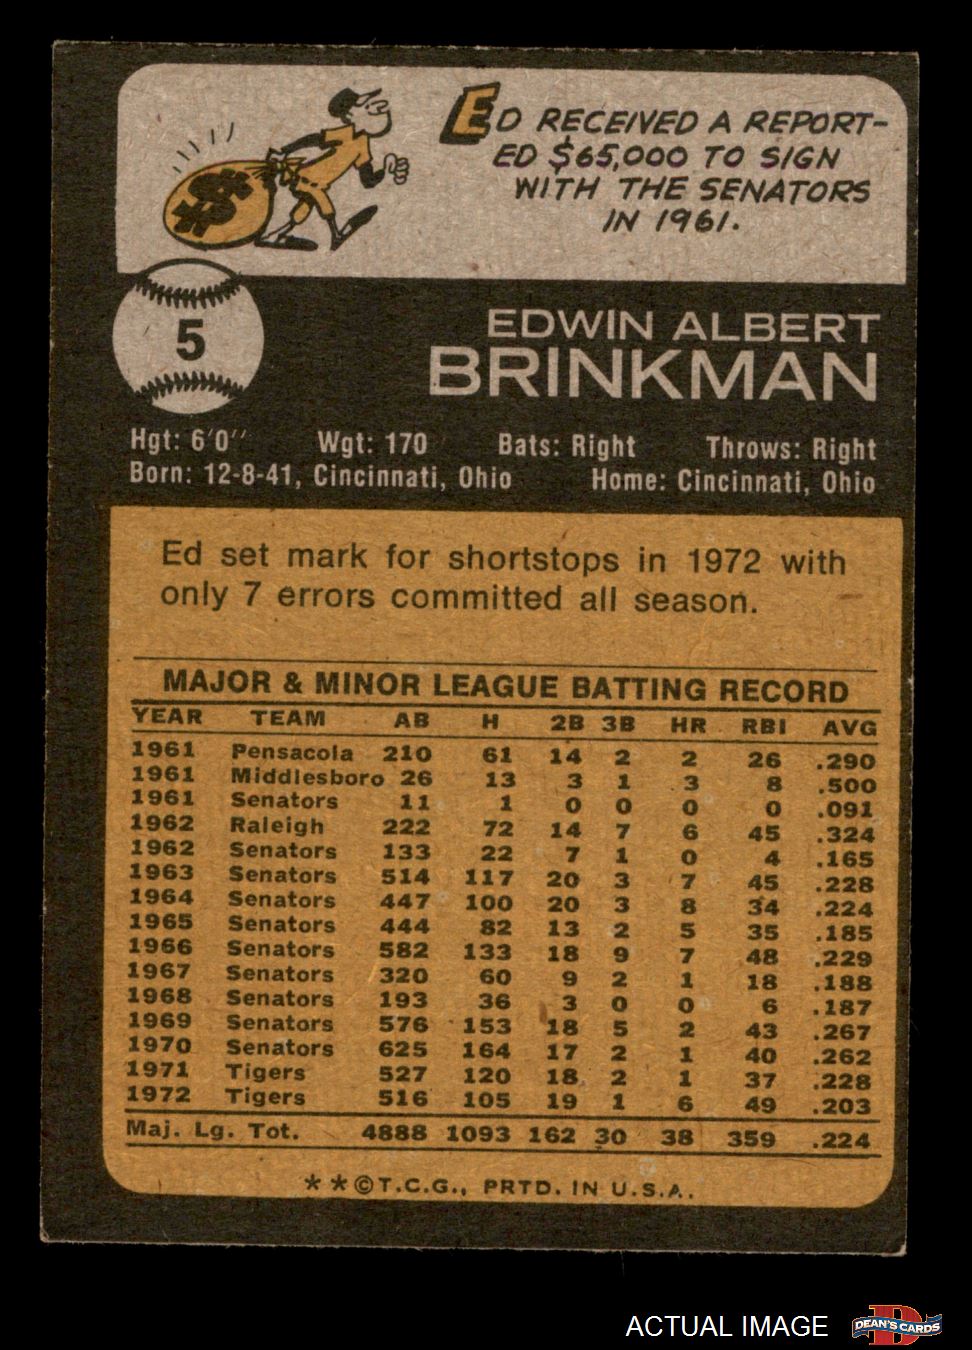 ED RECEIVED A REPORT-
ED $65,000 TO SIGN
WITH THE SENATORS
IN 1961.
5
EDWIN ALBERT
BRINKMAN
Hgt: 6'0" Wgt: 170 Bats: Right Throws: Right
Born: 12-8-41, Cincinnati, Ohio Home: Cincinnati, Ohio
Ed set mark for shortstops in 1972 with
only 7 errors committed all season.
MAJOR & MINOR LEAGUE BATTING RECORD
YEAR TEAM AB H 2B 3B HR RBI AVG
1961 Pensacola 210 61 14 2 2 26 .290
1961 Middlesboro 26 13 3 1 3 8 .500
1961 Senators 11 1 0 0 0 0 .091
1962 Raleigh 222 72 14 7 6 45 .324
1962 Senators 133 22 7 1 0 4 .165
1963 Senators 514 117 20 3 7 45 .228
1964 Senators 447 100 20 3 8 34 .224
1965 Senators 444 82 13 2 5 35 .185
1966 Senators 582 133 18 9 7 48 .229
1967 Senators 320 60 9 2 1 18 .188
1968 Senators 193 36 3 0 0 6 .187
1969 Senators 576 153 18 5 2 43 .267
1970 Senators 625 164 17 2 1 40 .262
1971 Tigers 527 120 18 2 1 37 .228
1972 Tigers 516 105 19 1 6 49 .203
Maj. Lg. Tot. 4888 1093 162 30 38 359 .224
**©T.C.G., PRTD. IN U.S.A.
ACTUAL IMAGE
D
DEAN'S CARDS